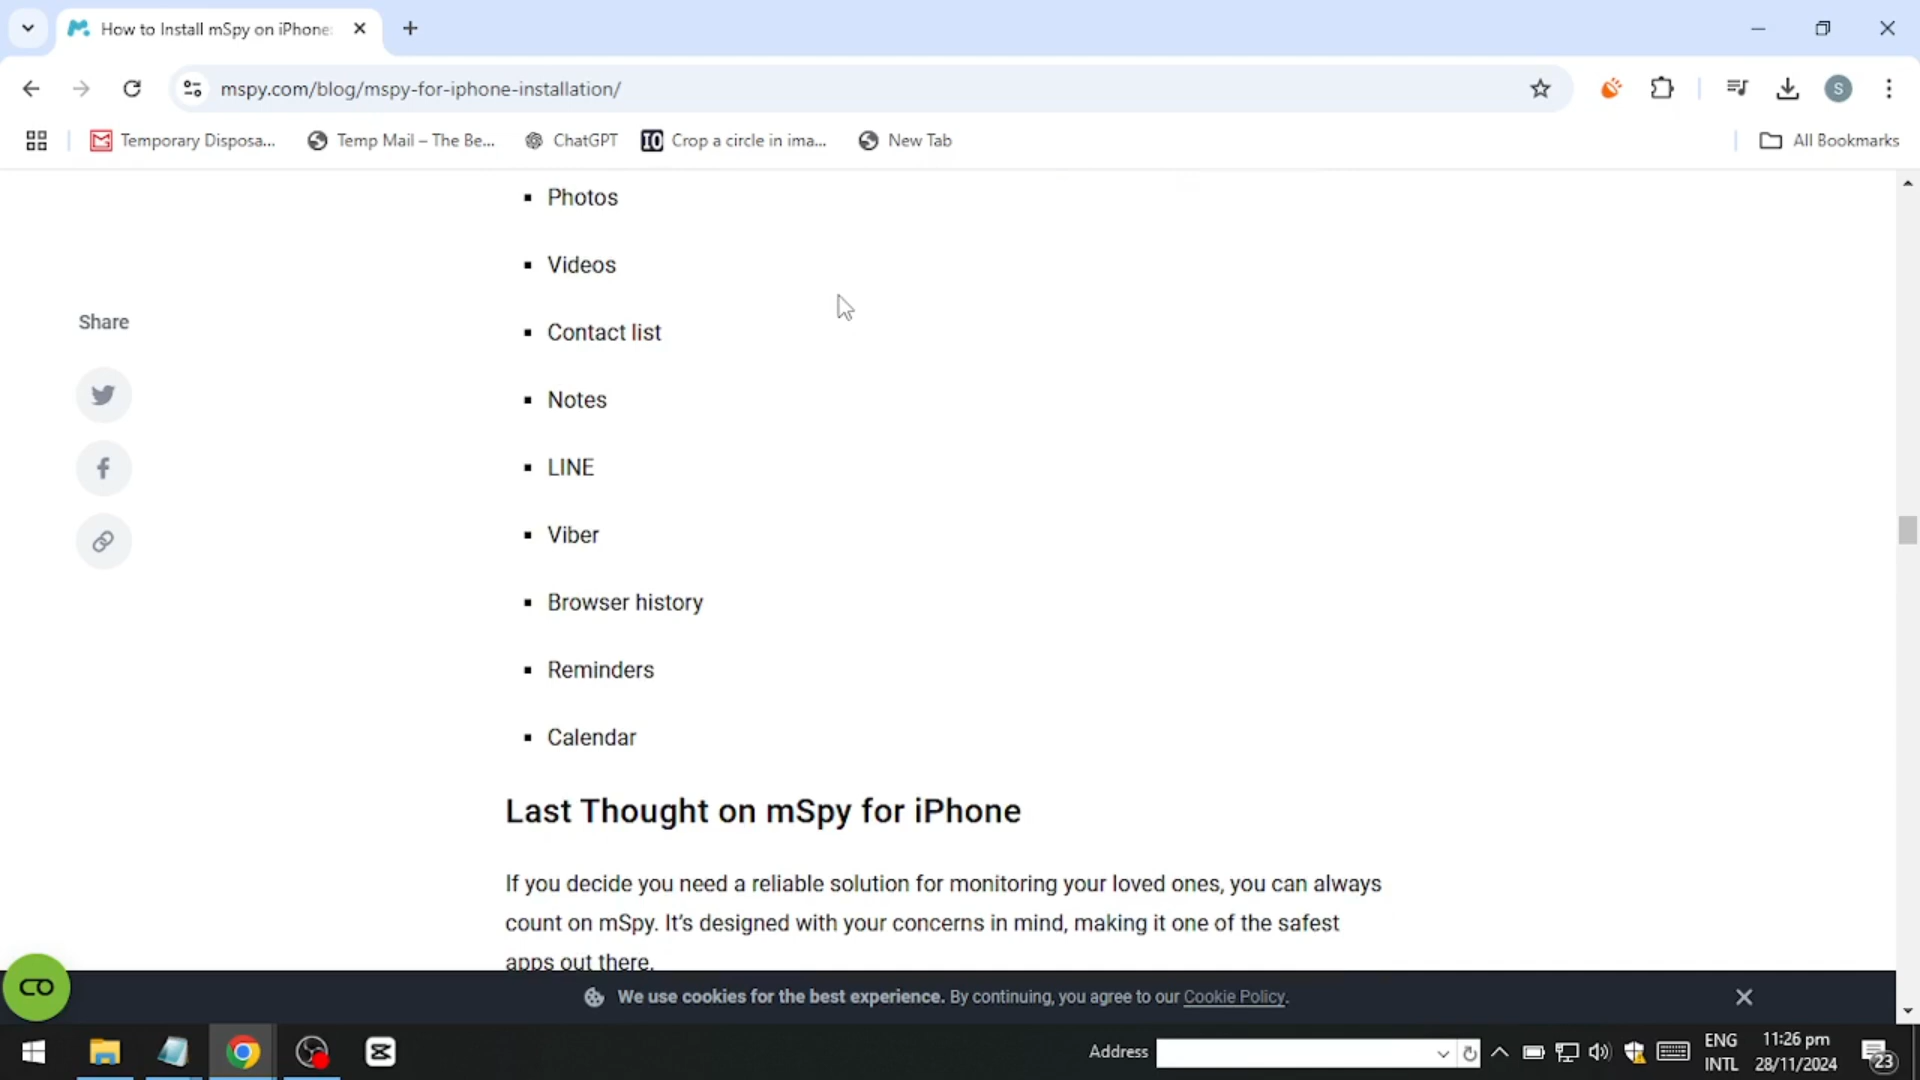 How to Install mSpy on iPhone:
mspy.com/blog/mspy-for-iphone-installation/
S
Temporary Disposa...
Temp Mail – The Be...
ChatGPT
Crop a circle in ima...
New Tab
All Bookmarks
Photos
Videos
Contact list
Notes
LINE
Viber
Browser history
Reminders
Calendar
Share
Last Thought on mSpy for iPhone
If you decide you need a reliable solution for monitoring your loved ones, you can always
count on mSpy. It’s designed with your concerns in mind, making it one of the safest
apps out there.
We use cookies for the best experience. By continuing, you agree to our Cookie Policy.
Address
ENG
INTL
11:26 pm
28/11/2024
23